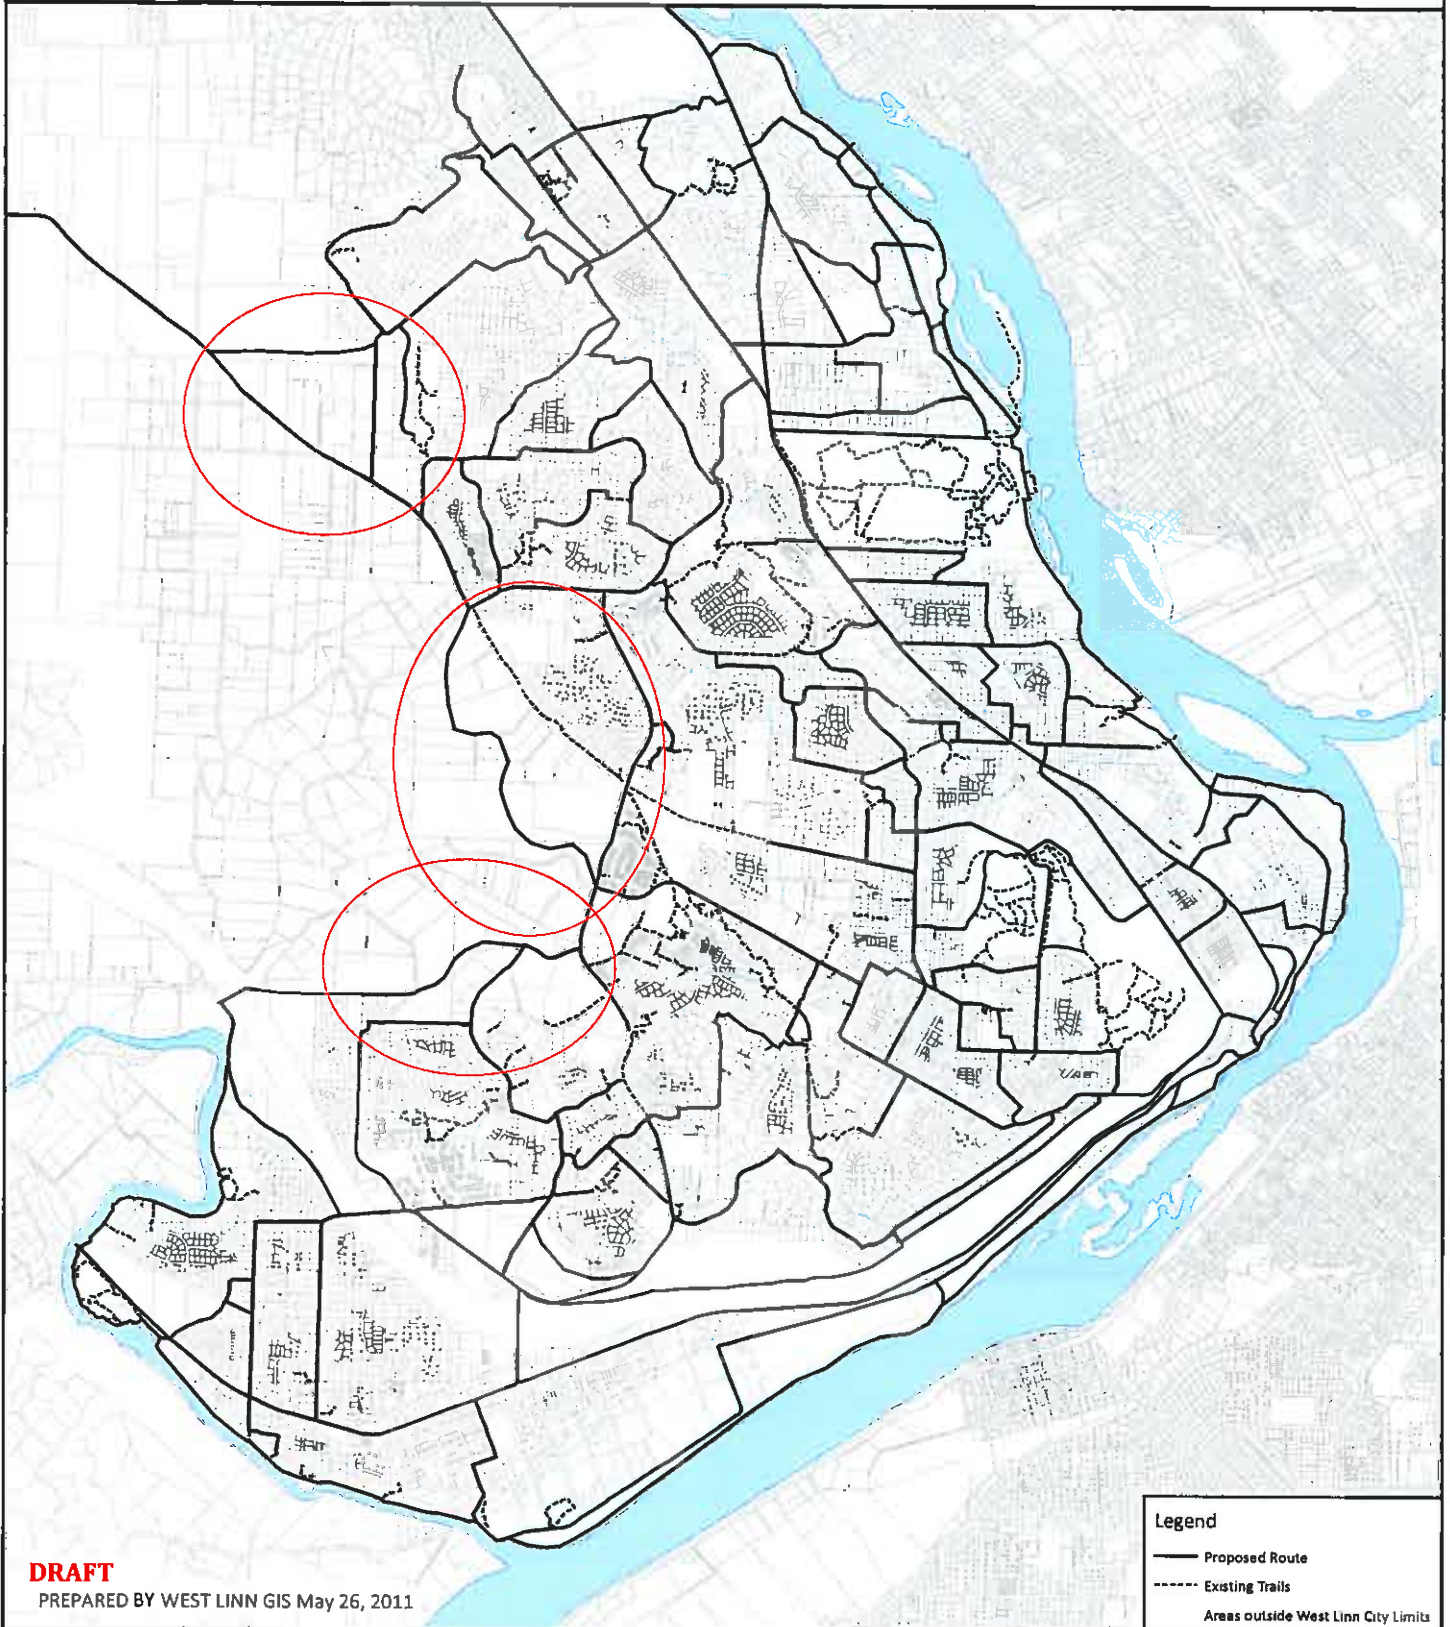 DRAFT
PREPARED BY WEST LINN GIS May 26, 2011
Legend
Proposed Route
Existing Trails
Areas outside West Linn City Limits